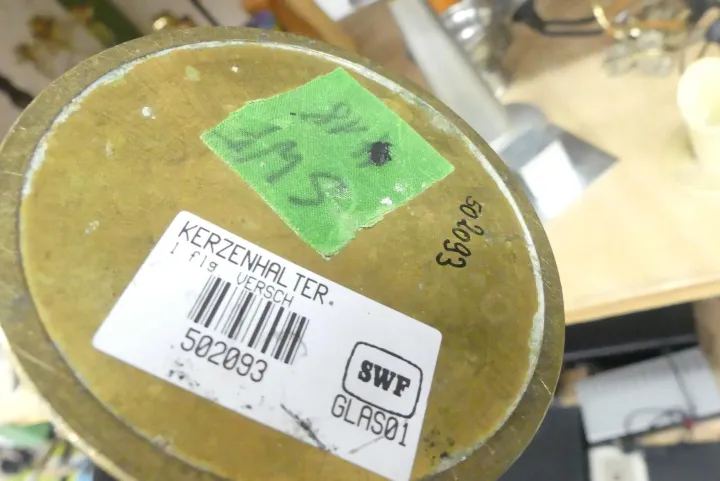 SWF
502093
KERZENHALTER.
1 flg VERSCH
502093
SWF
GLAS01